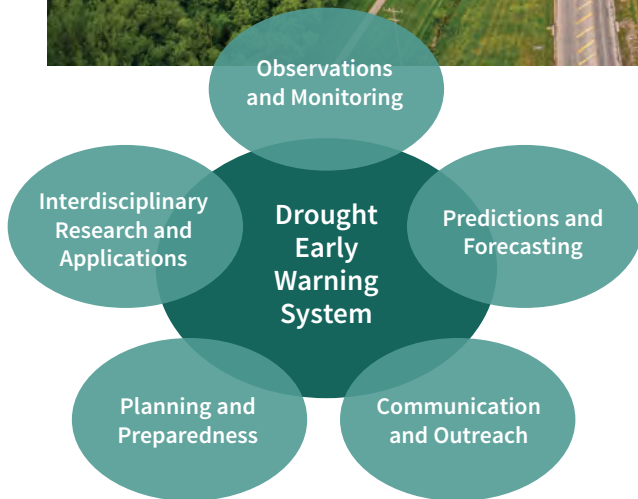 Observations
and Monitoring
Interdisciplinary
Research and
Applications
Drought
Early
Warning
System
Predictions and
Forecasting
Planning and
Preparedness
Communication
and Outreach